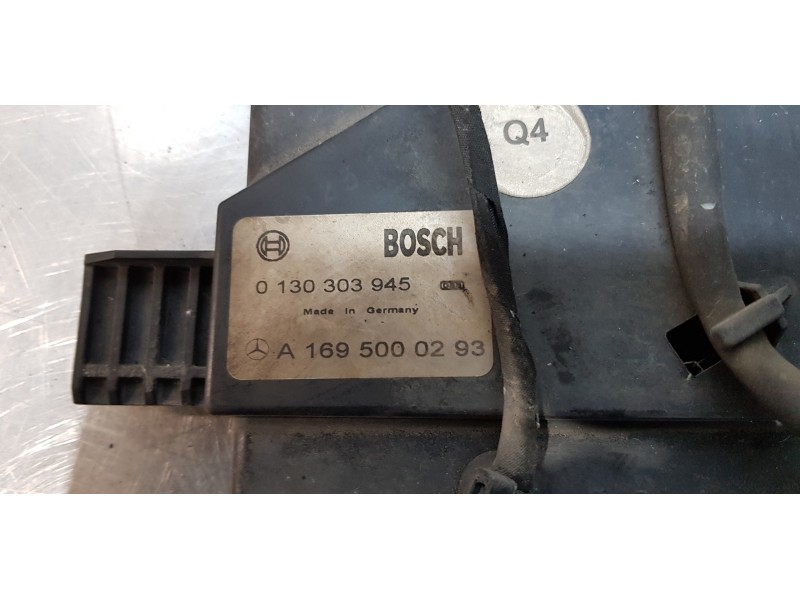 Q4
BOSCH
0 130 303 945
Made in Germany
A 169 500 02 93